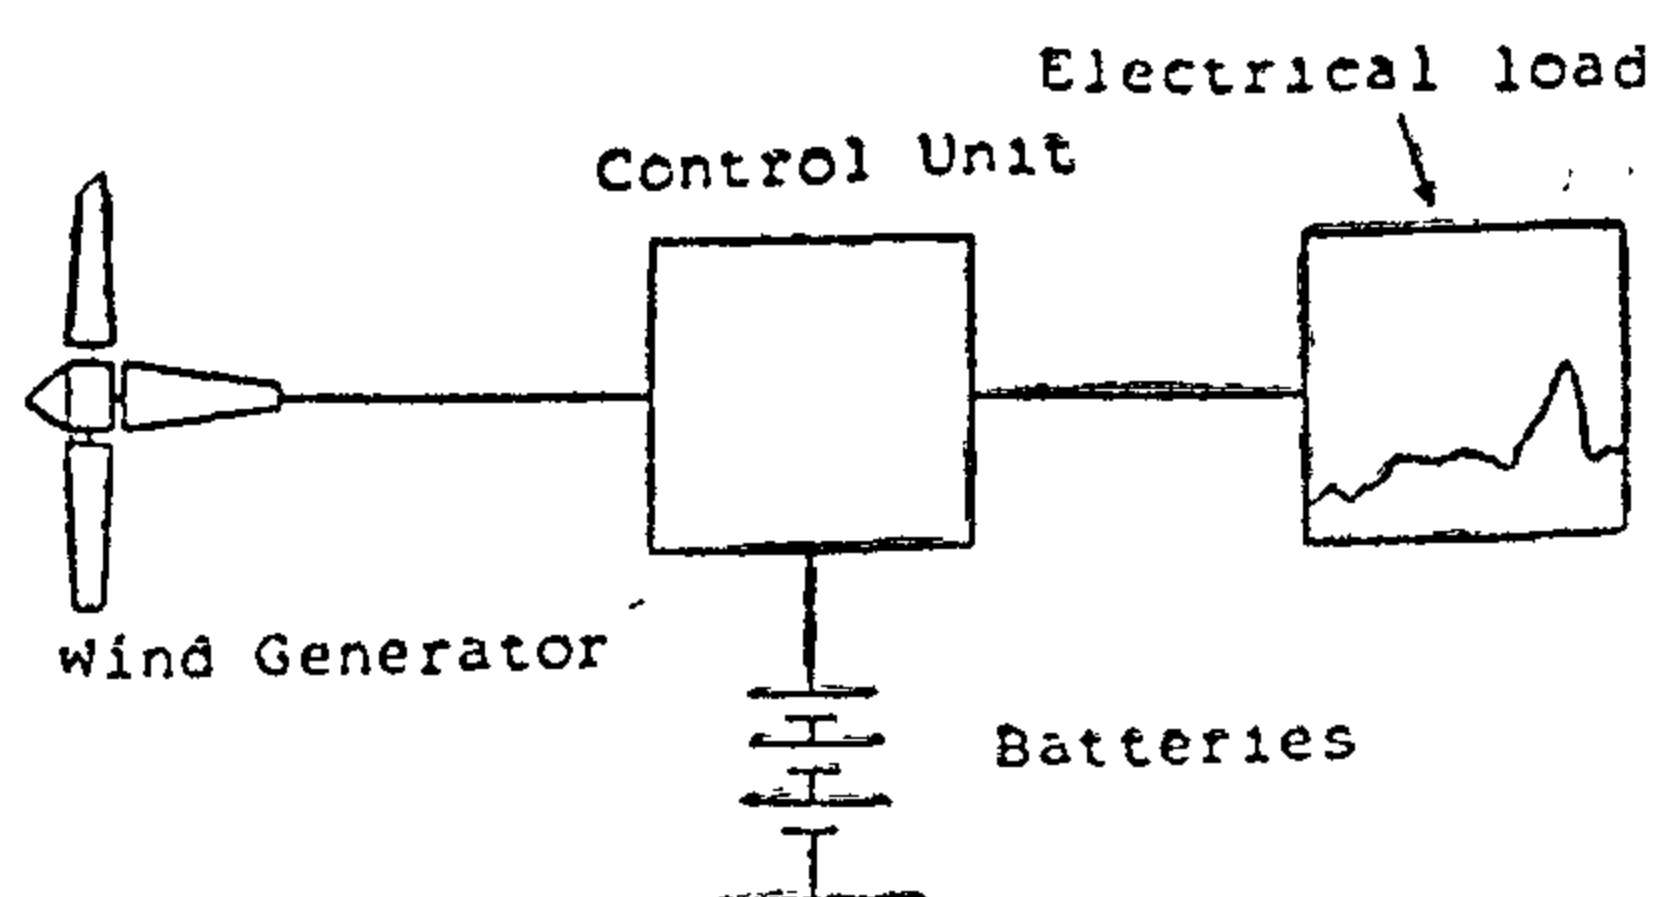 Electrical load
Control Unit
Wind Generator
Batteries